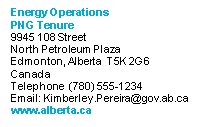 Energy Operations
PNG Tenure
9945 108 Street
North Petroleum Plaza
Edmonton, Alberta  T5K 2G6
Canada
Telephone (780) 555-1234
Email: Kimberley.Pereira@gov.ab.ca
www.alberta.ca